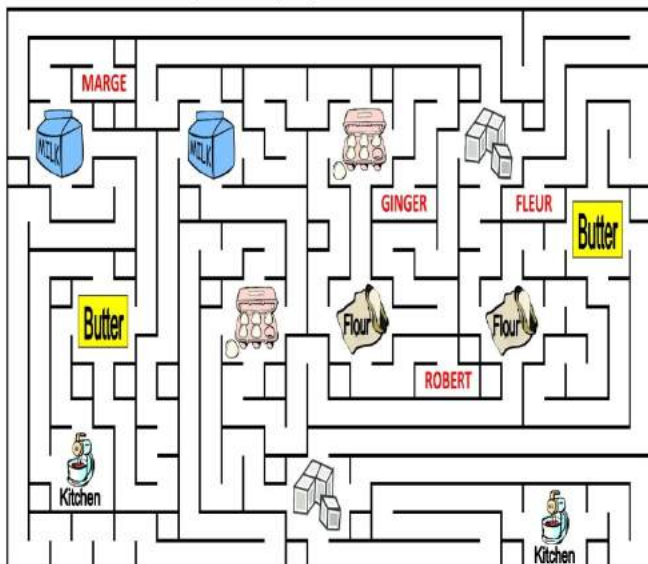 MARGE
MILK
MILK
GINGER
FLEUR
Butter
Butter
Flour
Flour
ROBERT
Kitchen
Kitchen